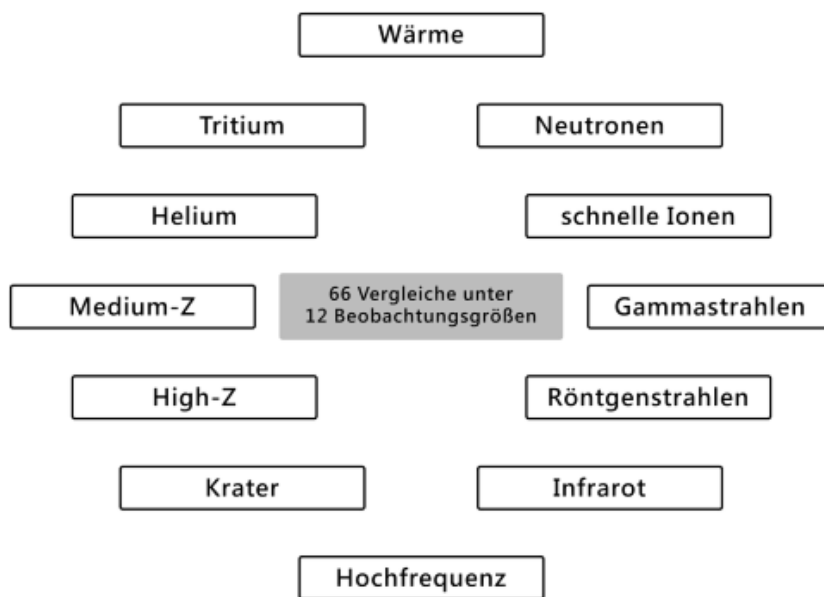 Wärme
Tritium
Neutronen
Helium
schnelle Ionen
Medium-Z
66 Vergleiche unter
12 Beobachtungsgrößen
Gammastrahlen
High-Z
Röntgenstrahlen
Krater
Infrarot
Hochfrequenz